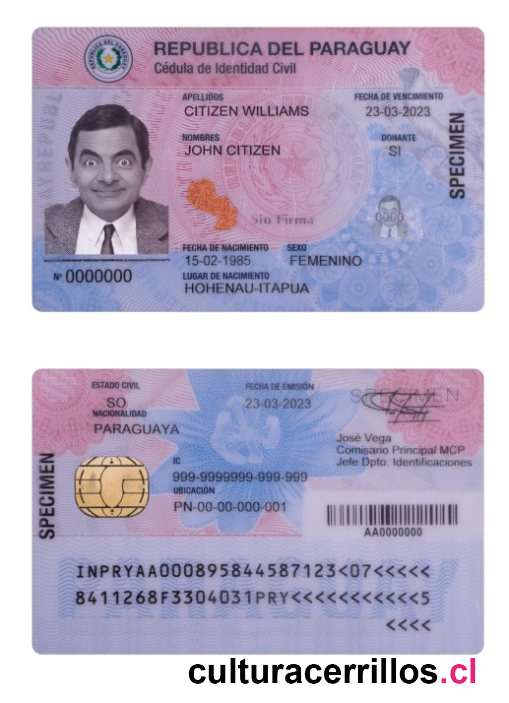 REPUBLICA DEL PARAGUAY
Cédula de Identidad Civil
APELLIDOS
CITIZEN WILLIAMS
FECHA DE VENCIMIENTO
23-03-2023
NOMBRES
JOHN CITIZEN
DONANTE
SI
SPECIMEN
Sin Firma
FECHA DE NACIMIENTO
15-02-1985
SEXO
FEMENINO
Nº 0000000
LUGAR DE NACIMIENTO
HOHENAU-ITAPUA
ESTADO CIVIL
SO
FECHA DE EMISIÓN
23-03-2023
SPECIMEN
NACIONALIDAD
PARAGUAYA
José Vega
Comisario Principal MCP
Jefe Dpto. Identificaciones
SPECIMEN
IC
999-9999999-999-999
UBICACIÓN
PN-00-00-000-001
AA0000000
INPRYAA000895844587123<07<<<<<
8411268F3304031PRY<<<<<<<<<<<5
<<<<
culturacerrillos.cl